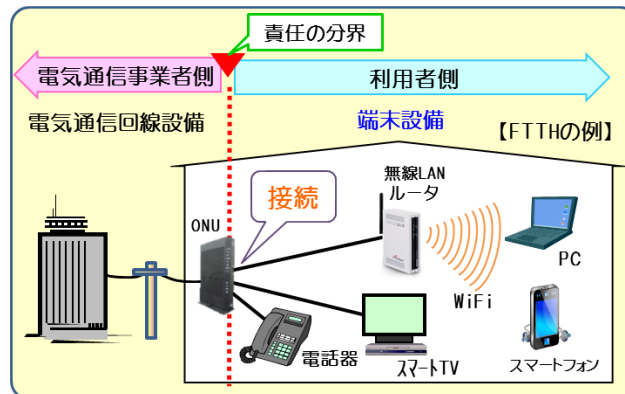 責任の分界
電気通信事業者側
利用者側
電気通信回線設備
端末設備
【FTTHの例】
接続
無線LAN
ルータ
ONU
PC
WiFi
電話器
スマートTV
スマートフォン